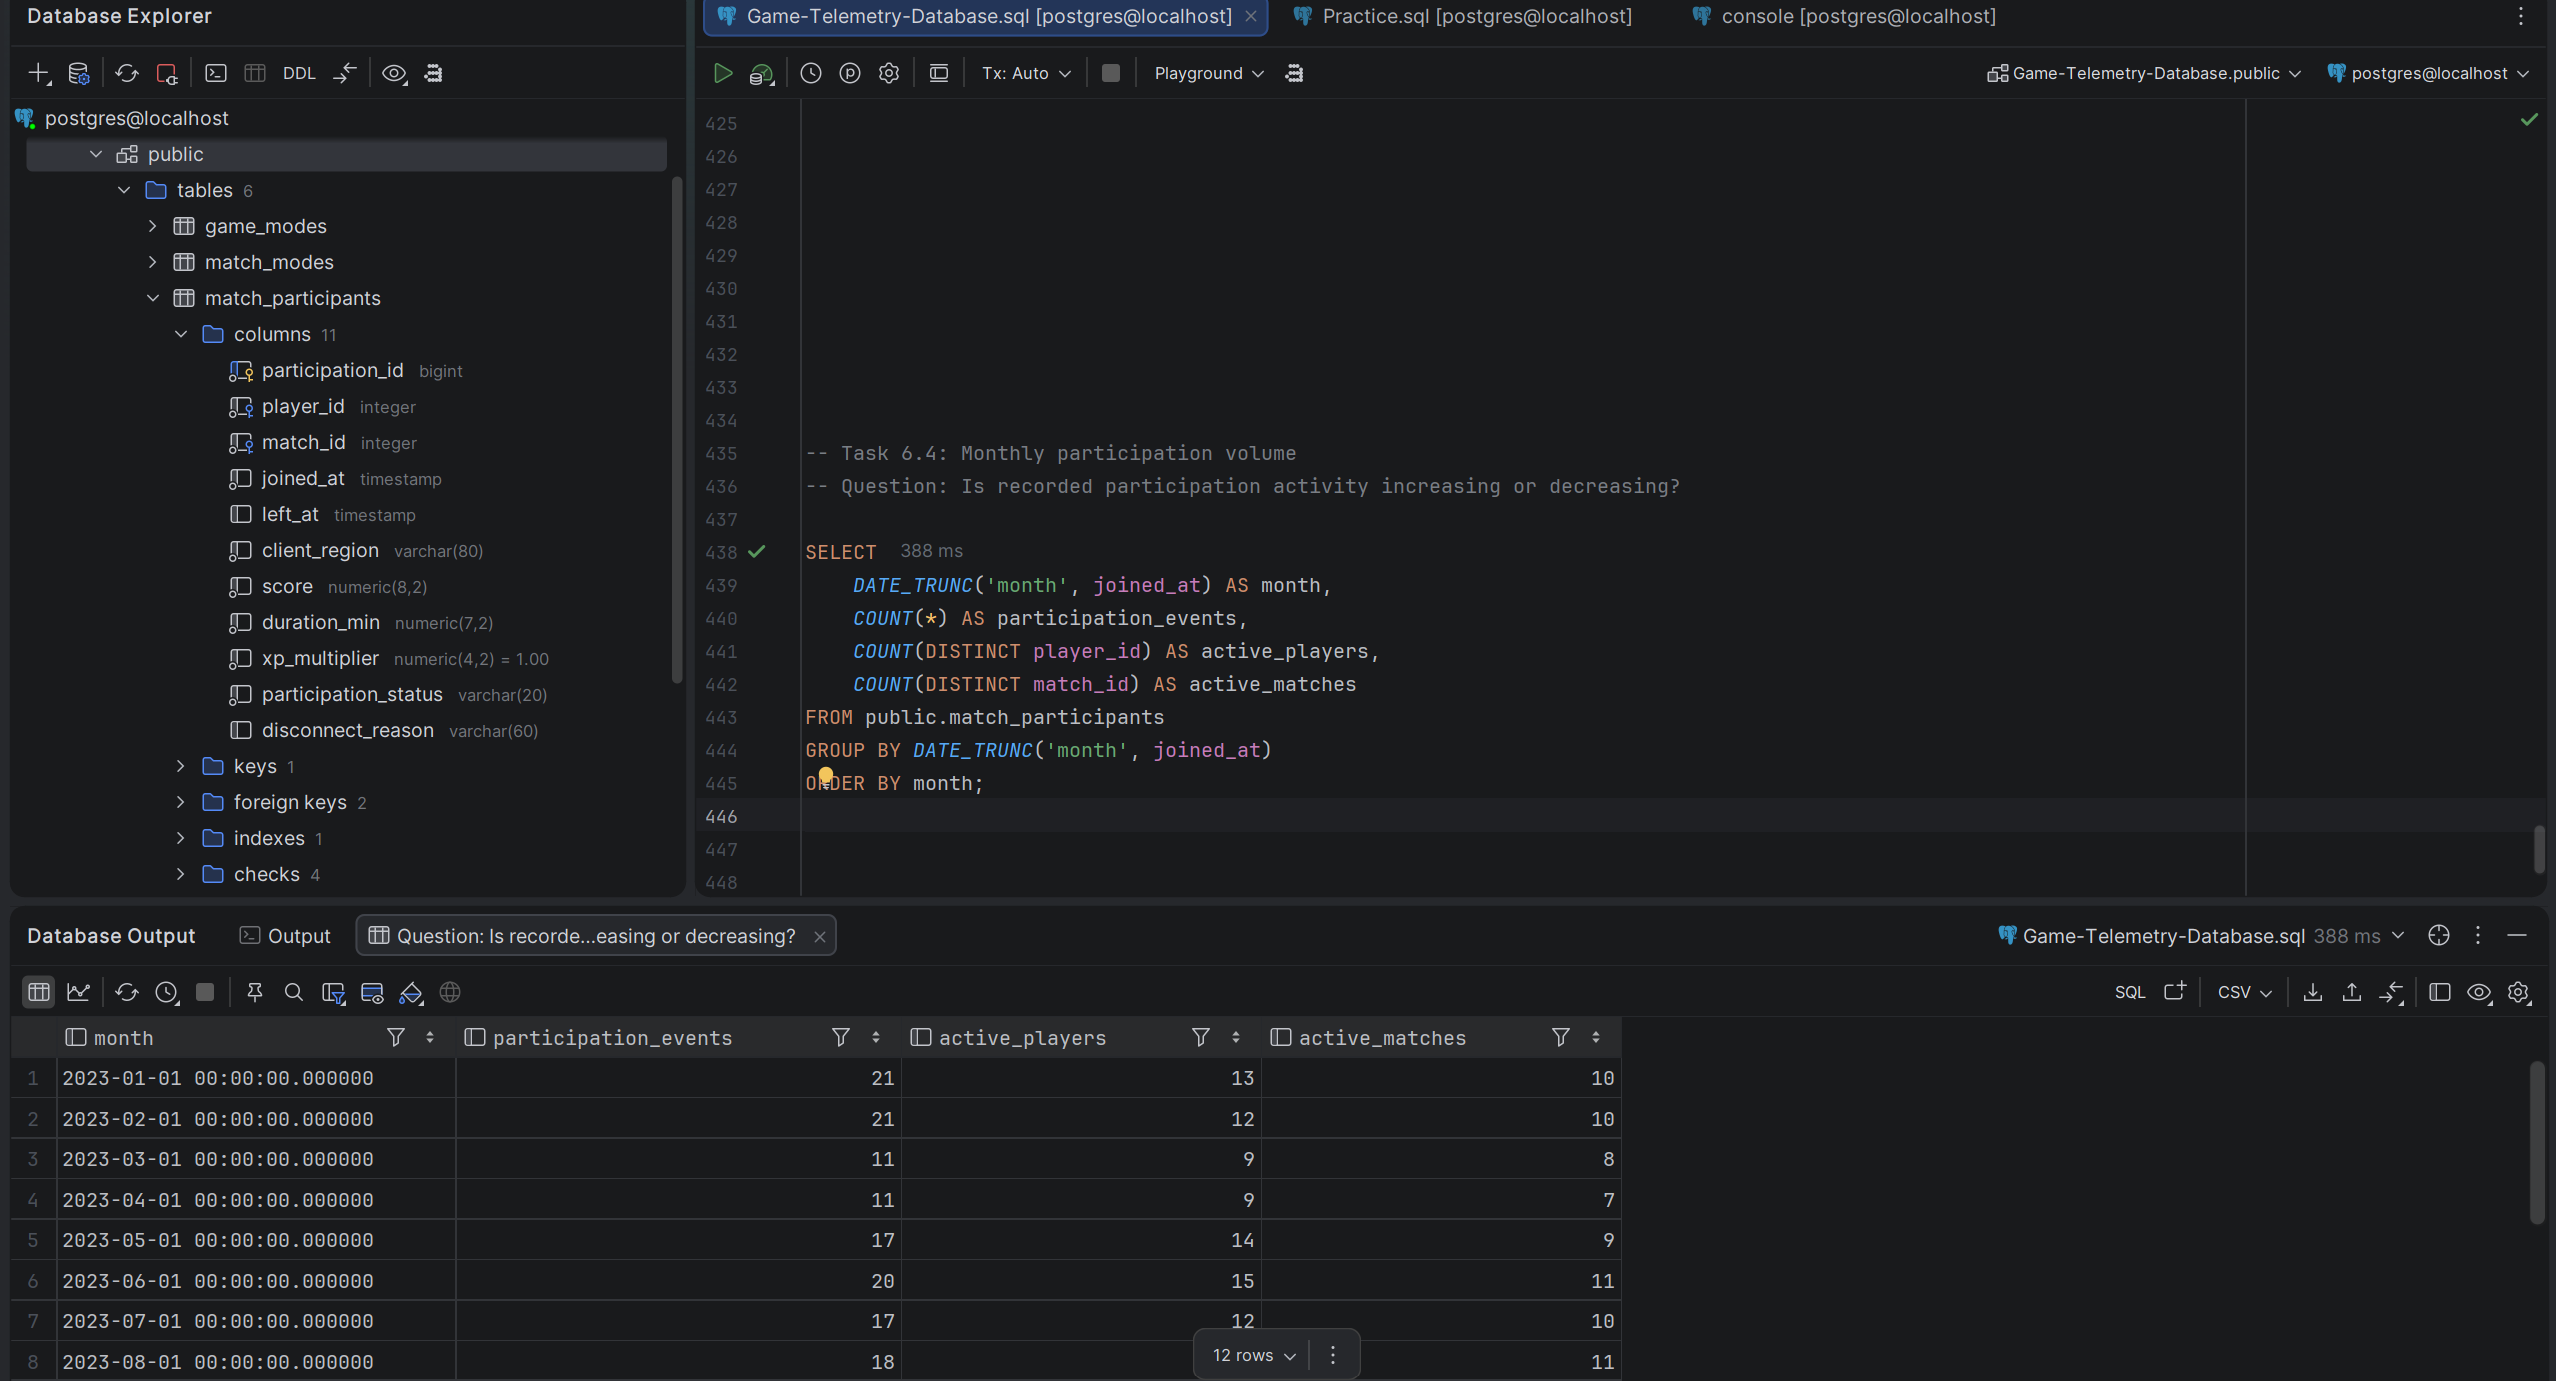 Database Explorer
DDL
postgres@localhost
public
tables 6
game_modes
match_modes
match_participants
columns 11
participation_id bigint
player_id integer
match_id integer
joined_at timestamp
left_at timestamp
client_region varchar(80)
score numeric(8,2)
duration_min numeric(7,2)
xp_multiplier numeric(4,2) = 1.00
participation_status varchar(20)
disconnect_reason varchar(60)
keys 1
foreign keys 2
indexes 1
checks 4
Game-Telemetry-Database.sql [postgres@localhost] Practice.sql [postgres@localhost] console [postgres@localhost]
Tx: Auto Playground Game-Telemetry-Database.public postgres@localhost
425
426
427
428
429
430
431
432
433
434
435 -- Task 6.4: Monthly participation volume
436 -- Question: Is recorded participation activity increasing or decreasing?
437
438 SELECT 388 ms
439 DATE_TRUNC('month', joined_at) AS month,
440 COUNT(*) AS participation_events,
441 COUNT(DISTINCT player_id) AS active_players,
442 COUNT(DISTINCT match_id) AS active_matches
443 FROM public.match_participants
444 GROUP BY DATE_TRUNC('month', joined_at)
445 ORDER BY month;
446
447
448
Database Output Output Question: Is recorde...easing or decreasing? Game-Telemetry-Database.sql 388 ms
SQL CSV
month participation_events active_players active_matches
1 2023-01-01 00:00:00.000000 21 13 10
2 2023-02-01 00:00:00.000000 21 12 10
3 2023-03-01 00:00:00.000000 11 9 8
4 2023-04-01 00:00:00.000000 11 9 7
5 2023-05-01 00:00:00.000000 17 14 9
6 2023-06-01 00:00:00.000000 20 15 11
7 2023-07-01 00:00:00.000000 17 12 10
8 2023-08-01 00:00:00.000000 18 11
12 rows